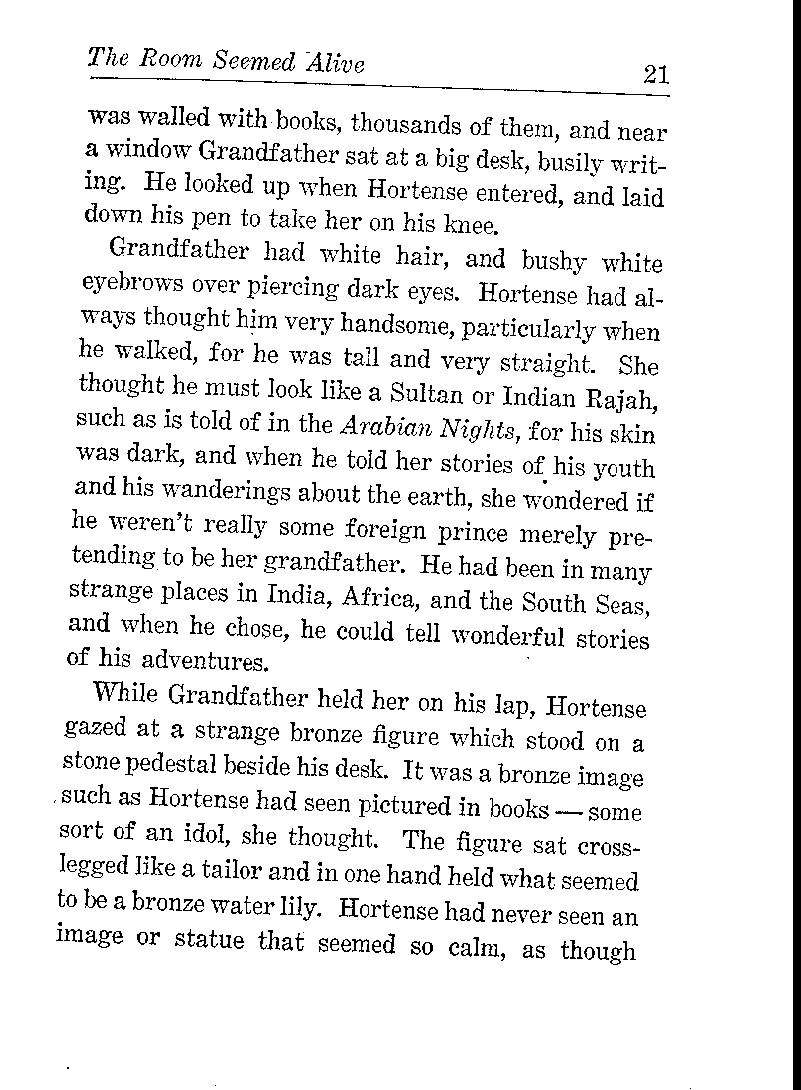 The Room Seemed Alive 21
was walled with books, thousands of them, and near
a window Grandfather sat at a big desk, busily writ-
ing. He looked up when Hortense entered, and laid
down his pen to take her on his knee.
Grandfather had white hair, and bushy white
eyebrows over piercing dark eyes. Hortense had al-
ways thought him very handsome, particularly when
he walked, for he was tall and very straight. She
thought he must look like a Sultan or Indian Rajah,
such as is told of in the Arabian Nights, for his skin
was dark, and when he told her stories of his youth
and his wanderings about the earth, she wondered if
he weren't really some foreign prince merely pre-
tending to be her grandfather. He had been in many
strange places in India, Africa, and the South Seas,
and when he chose, he could tell wonderful stories
of his adventures.
While Grandfather held her on his lap, Hortense
gazed at a strange bronze figure which stood on a
stone pedestal beside his desk. It was a bronze image
such as Hortense had seen pictured in books — some
sort of an idol, she thought. The figure sat cross-
legged like a tailor and in one hand held what seemed
to be a bronze water lily. Hortense had never seen an
image or statue that seemed so calm, as though